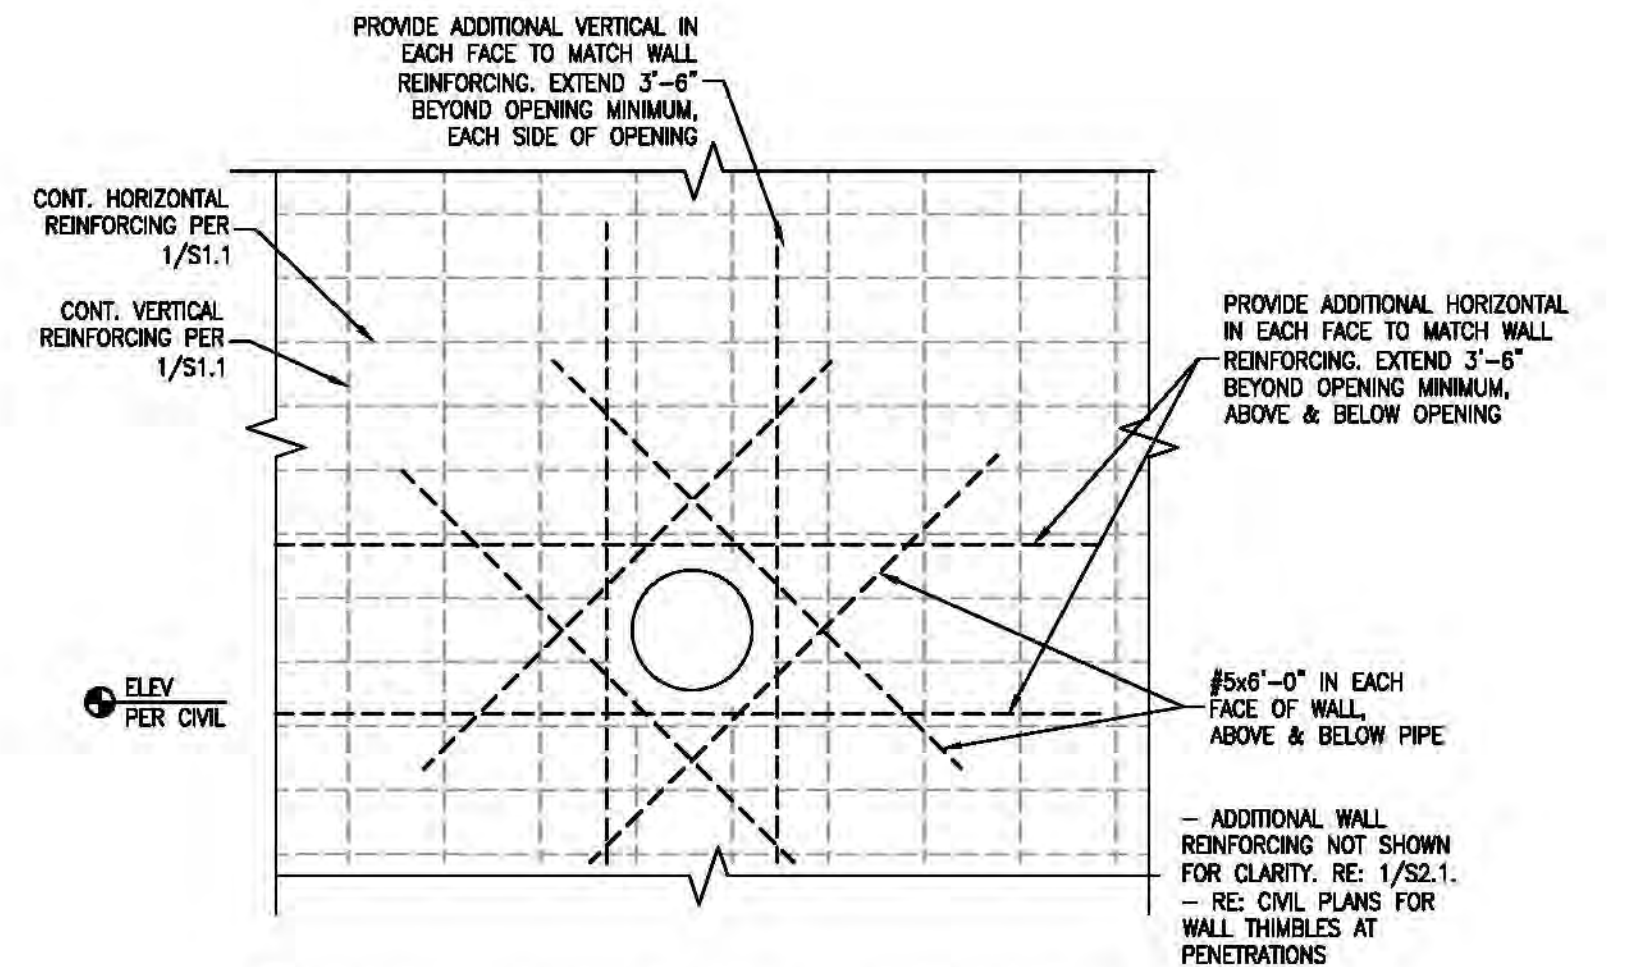 PROVIDE ADDITIONAL VERTICAL IN
EACH FACE TO MATCH WALL
REINFORCING. EXTEND 3'-6"
BEYOND OPENING MINIMUM,
EACH SIDE OF OPENING
CONT. HORIZONTAL
REINFORCING PER
1/S1.1
CONT. VERTICAL
REINFORCING PER
1/S1.1
PROVIDE ADDITIONAL HORIZONTAL
IN EACH FACE TO MATCH WALL
REINFORCING. EXTEND 3'-6"
BEYOND OPENING MINIMUM,
ABOVE & BELOW OPENING
ELEV
PER CIVIL
#5x6'-0" IN EACH
FACE OF WALL,
ABOVE & BELOW PIPE
- ADDITIONAL WALL
REINFORCING NOT SHOWN
FOR CLARITY. RE: 1/S2.1.
- RE: CIVIL PLANS FOR
WALL THIMBLES AT
PENETRATIONS